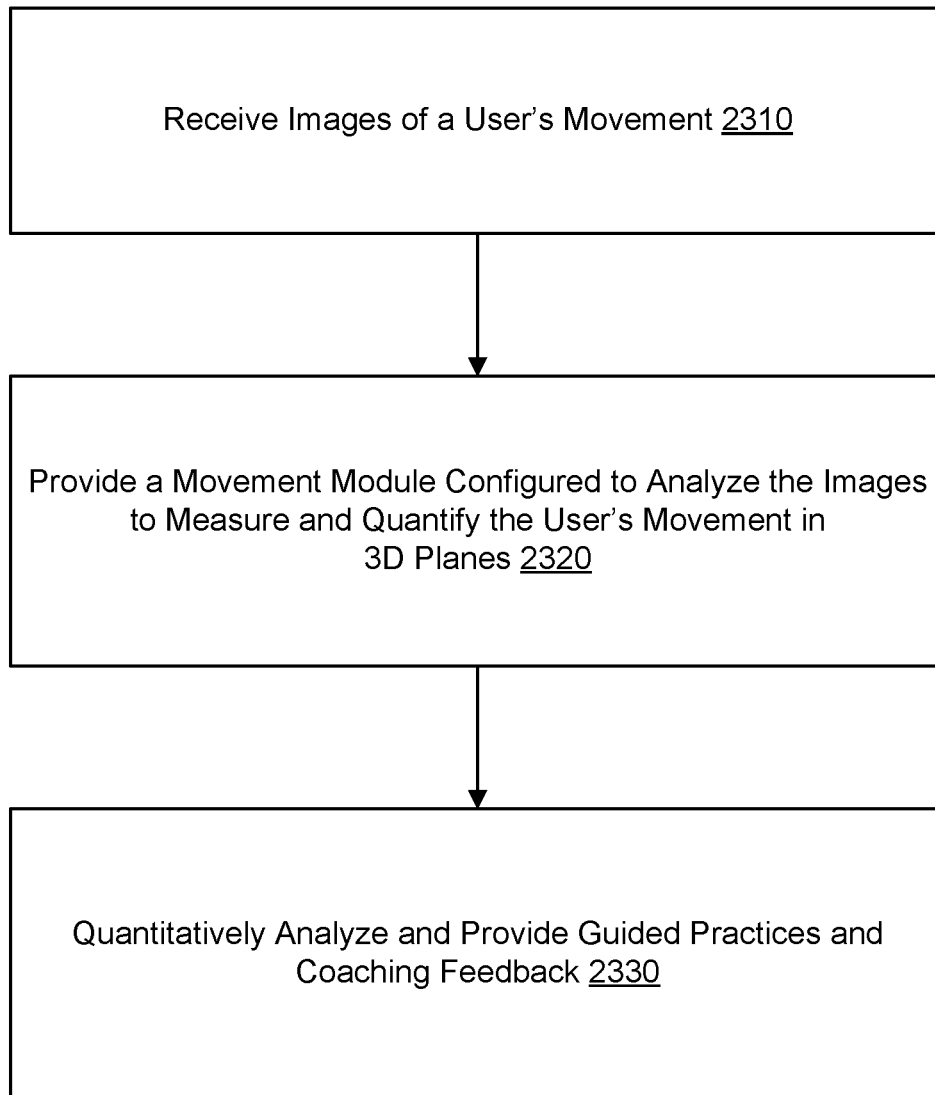 Receive Images of a User's Movement 2310
Provide a Movement Module Configured to Analyze the Images
to Measure and Quantify the User's Movement in
3D Planes 2320
Quantitatively Analyze and Provide Guided Practices and
Coaching Feedback 2330